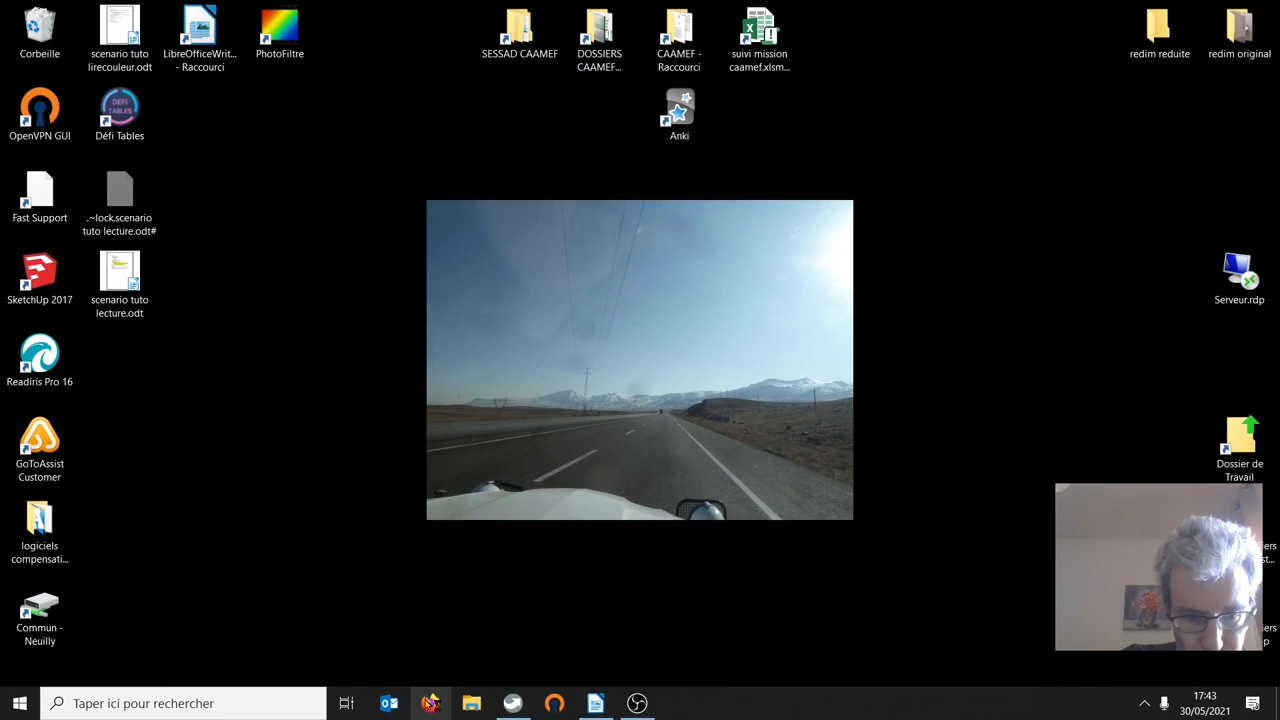 Corbeille
scenario tuto
lirecouleur.odt
LibreOfficeWrit...
- Raccourci
PhotoFiltre
SESSAD CAAMEF
DOSSIERS
CAAMEF...
CAAMEF -
Raccourci
suivi mission
caamef.xlsm...
redim reduite
redim original
OpenVPN GUI
DÉFI
TABLES
Défi Tables
Anki
Fast Support
.~lock.scenario
tuto lecture.odt#
SketchUp 2017
scenario tuto
lecture.odt
Serveur.rdp
Readiris Pro 16
GoToAssist
Customer
Dossier de
Travail
logiciels
compensati...
Commun -
Neuilly
Taper ici pour rechercher
17:43
30/05/2021